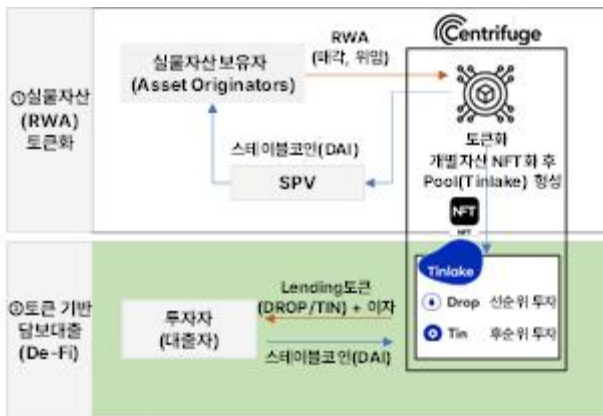 Centrifuge
①실물자산
(RWA)
토큰화
실물자산 보유자
(Asset Originators)
RWA
(매각, 위임)
토큰화
개별자산 NFT화 후
Pool(Tinlake) 형성
스테이블코인(DAI)
SPV
NFT
NFT
②토큰 기반
담보대출
(De-Fi)
투자자
(대출자)
Lending토큰
(DROP/TIN) + 이자
스테이블코인(DAI)
Tinlake
Drop 선순위 투자
Tin 후순위 투자